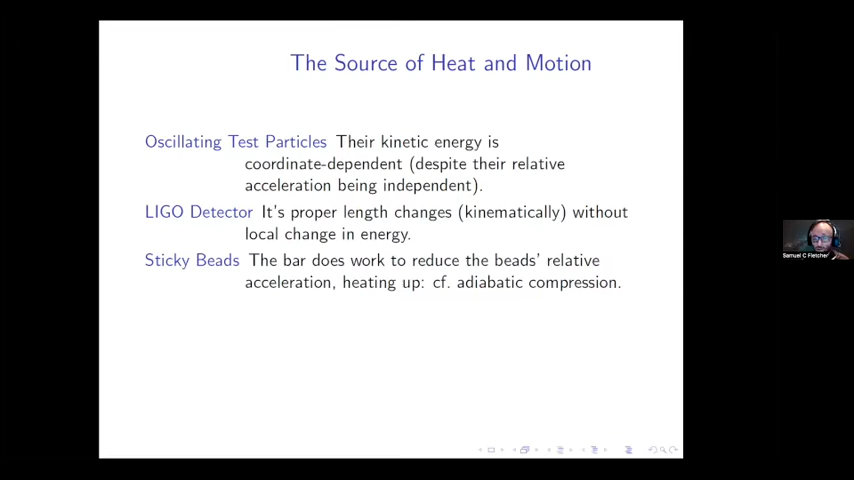 The Source of Heat and Motion
Oscillating Test Particles Their kinetic energy is
coordinate-dependent (despite their relative
acceleration being independent).
LIGO Detector It's proper length changes (kinematically) without
local change in energy.
Sticky Beads The bar does work to reduce the beads' relative
acceleration, heating up: cf. adiabatic compression.
Samuel C Fletcher